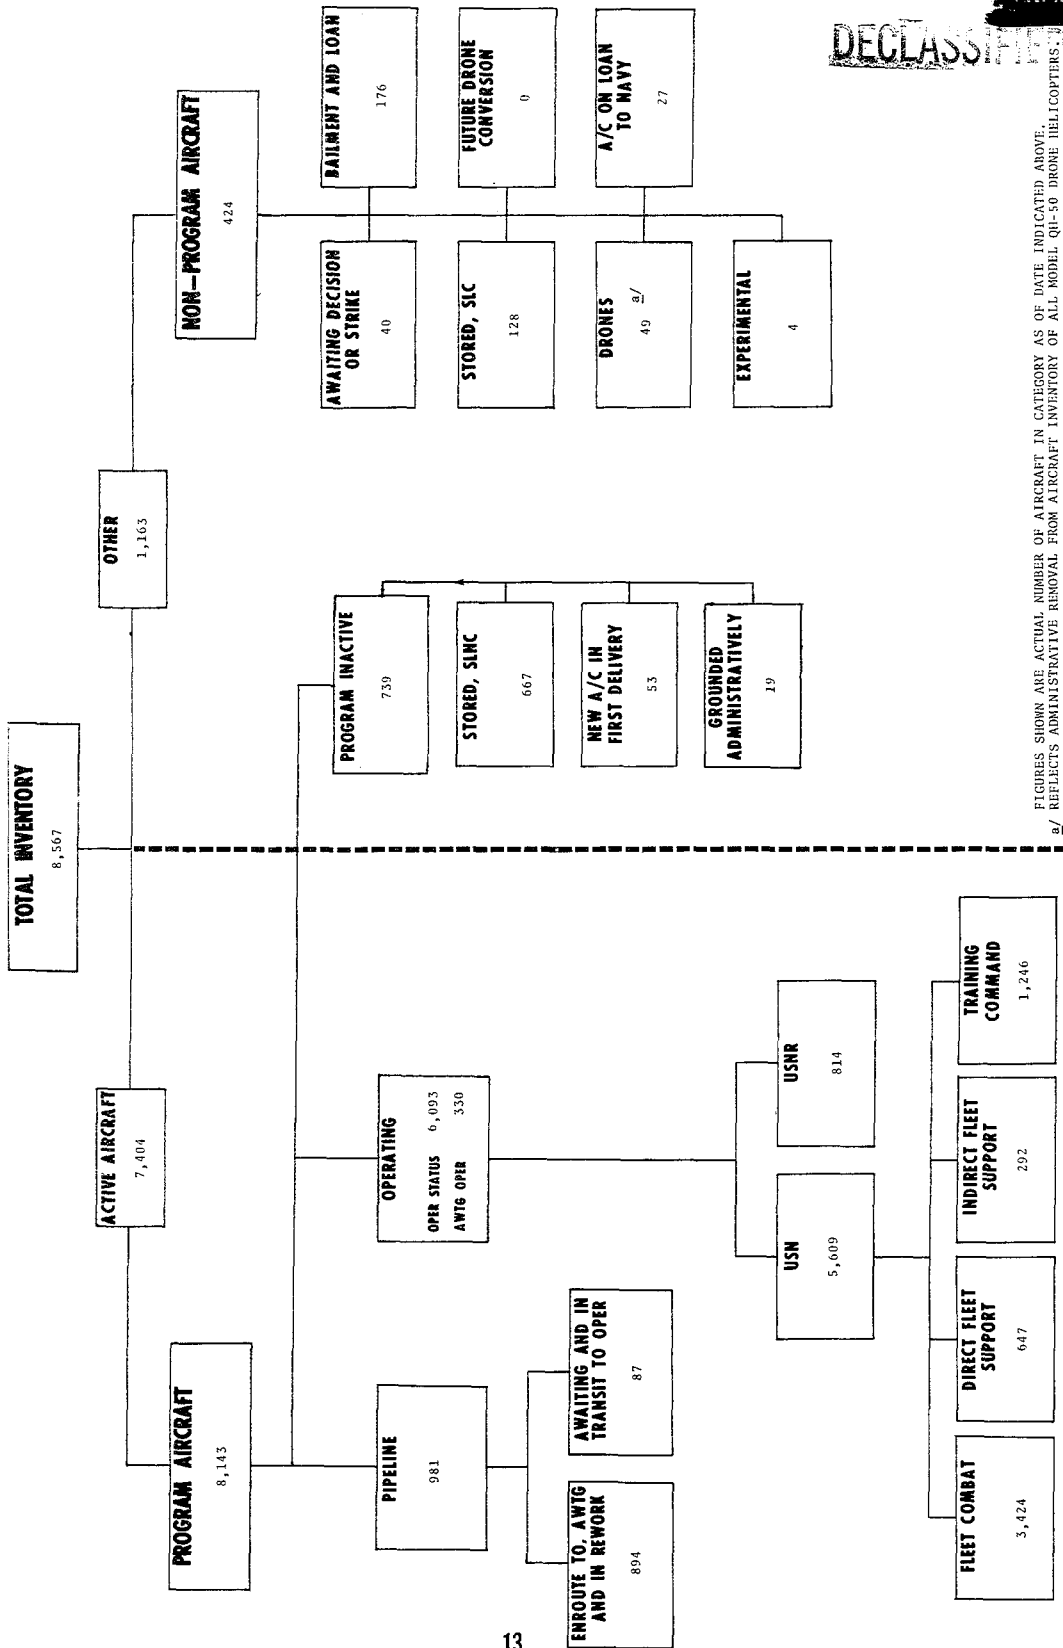 TOTAL INVENTORY
8,567
ACTIVE AIRCRAFT
7,404
OTHER
1,163
PROGRAM AIRCRAFT
8,143
NON-PROGRAM AIRCRAFT
424
PIPELINE
981
OPERATING
OPER STATUS 6,093
AWTG OPER 330
PROGRAM INACTIVE
739
STORED, SLNC
667
NEW A/C IN
FIRST DELIVERY
53
GROUNDED
ADMINISTRATIVELY
19
AWAITING DECISION
OR STRIKE
40
BAILMENT AND LOAN
176
STORED, SLC
128
FUTURE DRONE
CONVERSION
0
DRONES
49 a/
A/C ON LOAN
TO NAVY
27
EXPERIMENTAL
4
ENROUTE TO, AWTG
AND IN REWORK
894
AWAITING AND IN
TRANSIT TO OPER
87
USN
5,609
USNR
814
FLEET COMBAT
3,424
DIRECT FLEET
SUPPORT
647
INDIRECT FLEET
SUPPORT
292
TRAINING
COMMAND
1,246
FIGURES SHOWN ARE ACTUAL NUMBER OF AIRCRAFT IN CATEGORY AS OF DATE INDICATED ABOVE.
a/ REFLECTS ADMINISTRATIVE REMOVAL FROM AIRCRAFT INVENTORY OF ALL MODEL QH-50 DRONE HELICOPTERS.
DECLASSIFIED
13